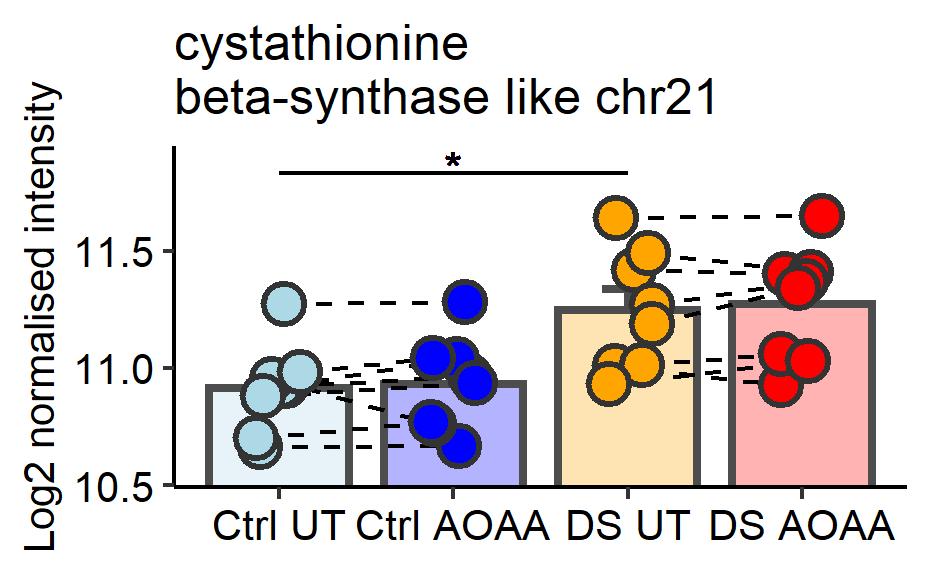 cystathionine
beta-synthase like chr21
Log2 normalised intensity
*
11.5
11.0
10.5
Ctrl UT Ctrl AOAA DS UT DS AOAA